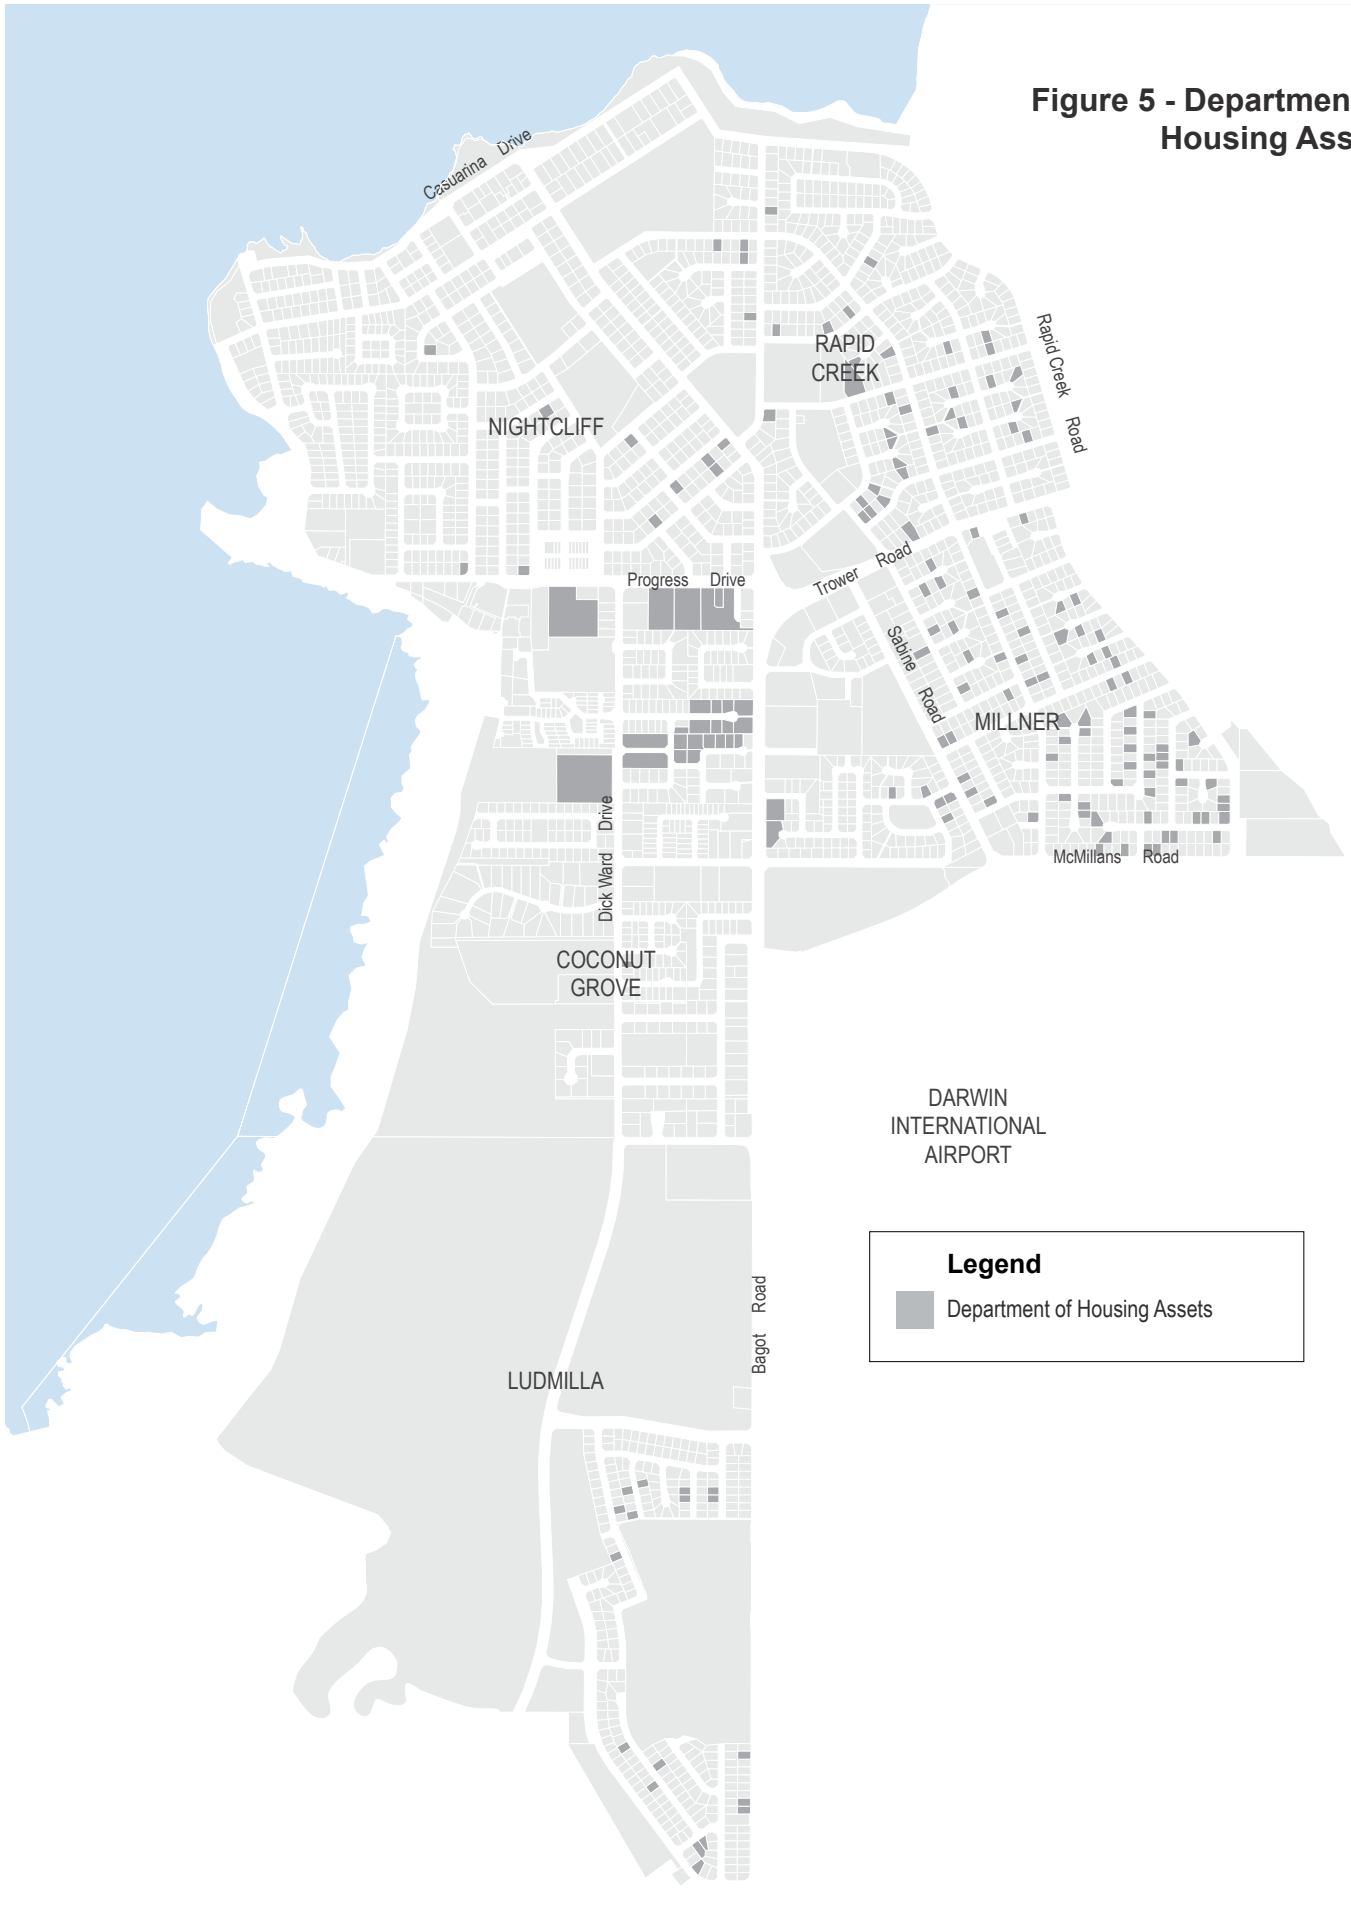 Figure 5 - Departmen
Housing Ass
Casuarina Drive
RAPID
CREEK
Rapid Creek Road
NIGHTCLIFF
Progress Drive
Trower Road
Sabine Road
MILLNER
Dick Ward Drive
McMillans Road
COCONUT
GROVE
DARWIN
INTERNATIONAL
AIRPORT
Legend
Department of Housing Assets
Bagot Road
LUDMILLA